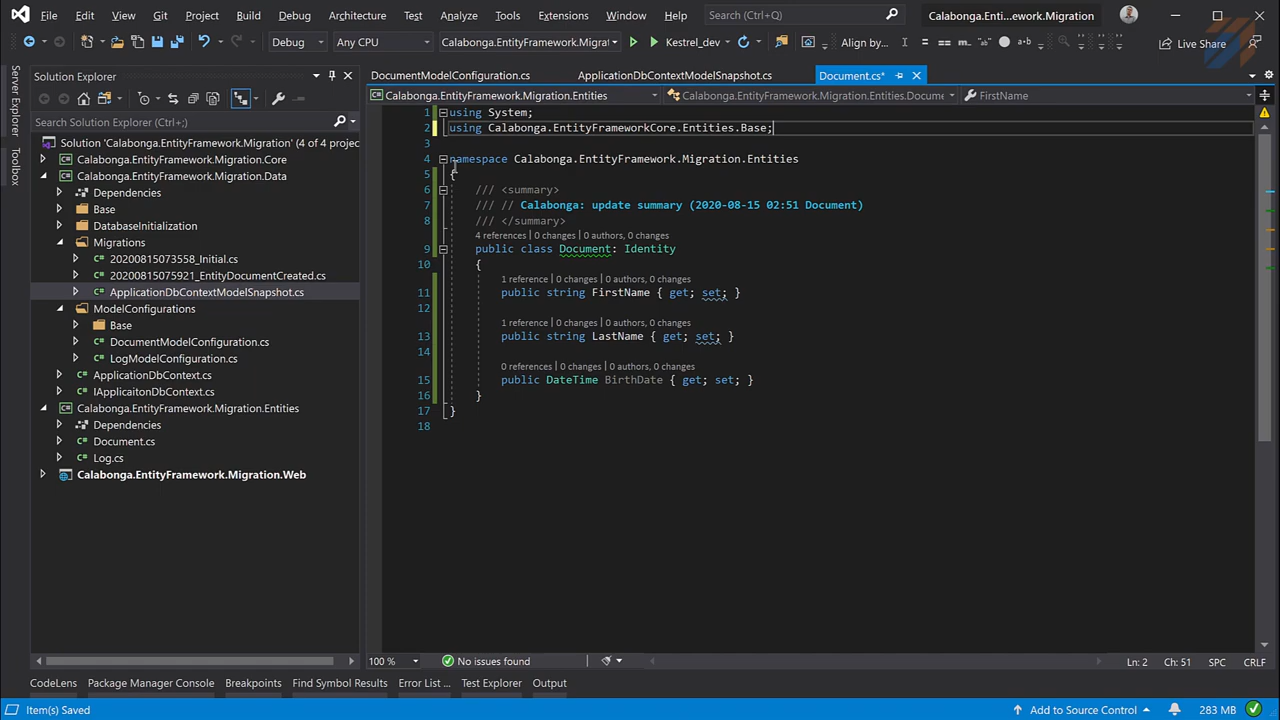 File Edit View Git Project Build Debug Architecture Test Analyze Tools Extensions Window Help Search (Ctrl+Q) Calabonga.Enti...ework.Migration
Debug Any CPU Calabonga.EntityFramework.Migrat Kestrel_dev Align by... Live Share
Server Explorer
Toolbox
Solution Explorer
Search Solution Explorer (Ctrl+;)
Solution 'Calabonga.EntityFramework.Migration' (4 of 4 project
Calabonga.EntityFramework.Migration.Core
Calabonga.EntityFramework.Migration.Data
Dependencies
Base
DatabaseInitialization
Migrations
20200815073558_Initial.cs
20200815075921_EntityDocumentCreated.cs
ApplicationDbContextModelSnapshot.cs
ModelConfigurations
Base
DocumentModelConfiguration.cs
LogModelConfiguration.cs
ApplicationDbContext.cs
IApplicaitonDbContext.cs
Calabonga.EntityFramework.Migration.Entities
Dependencies
Document.cs
Log.cs
Calabonga.EntityFramework.Migration.Web
DocumentModelConfiguration.cs ApplicationDbContextModelSnapshot.cs Document.cs*
Calabonga.EntityFramework.Migration.Entities Calabonga.EntityFramework.Migration.Entities.Docume FirstName
1 using System;
2 using Calabonga.EntityFrameworkCore.Entities.Base;
3
4 namespace Calabonga.EntityFramework.Migration.Entities
5 {
6 /// <summary>
7 /// // Calabonga: update summary (2020-08-15 02:51 Document)
8 /// </summary>
4 references | 0 changes | 0 authors, 0 changes
9 public class Document: Identity
10 {
1 reference | 0 changes | 0 authors, 0 changes
11 public string FirstName { get; set; }
12
1 reference | 0 changes | 0 authors, 0 changes
13 public string LastName { get; set; }
14
0 references | 0 changes | 0 authors, 0 changes
15 public DateTime BirthDate { get; set; }
16 }
17 }
18
100 % No issues found Ln: 2 Ch: 51 SPC CRLF
CodeLens Package Manager Console Breakpoints Find Symbol Results Error List ... Test Explorer Output
Item(s) Saved Add to Source Control 283 MB